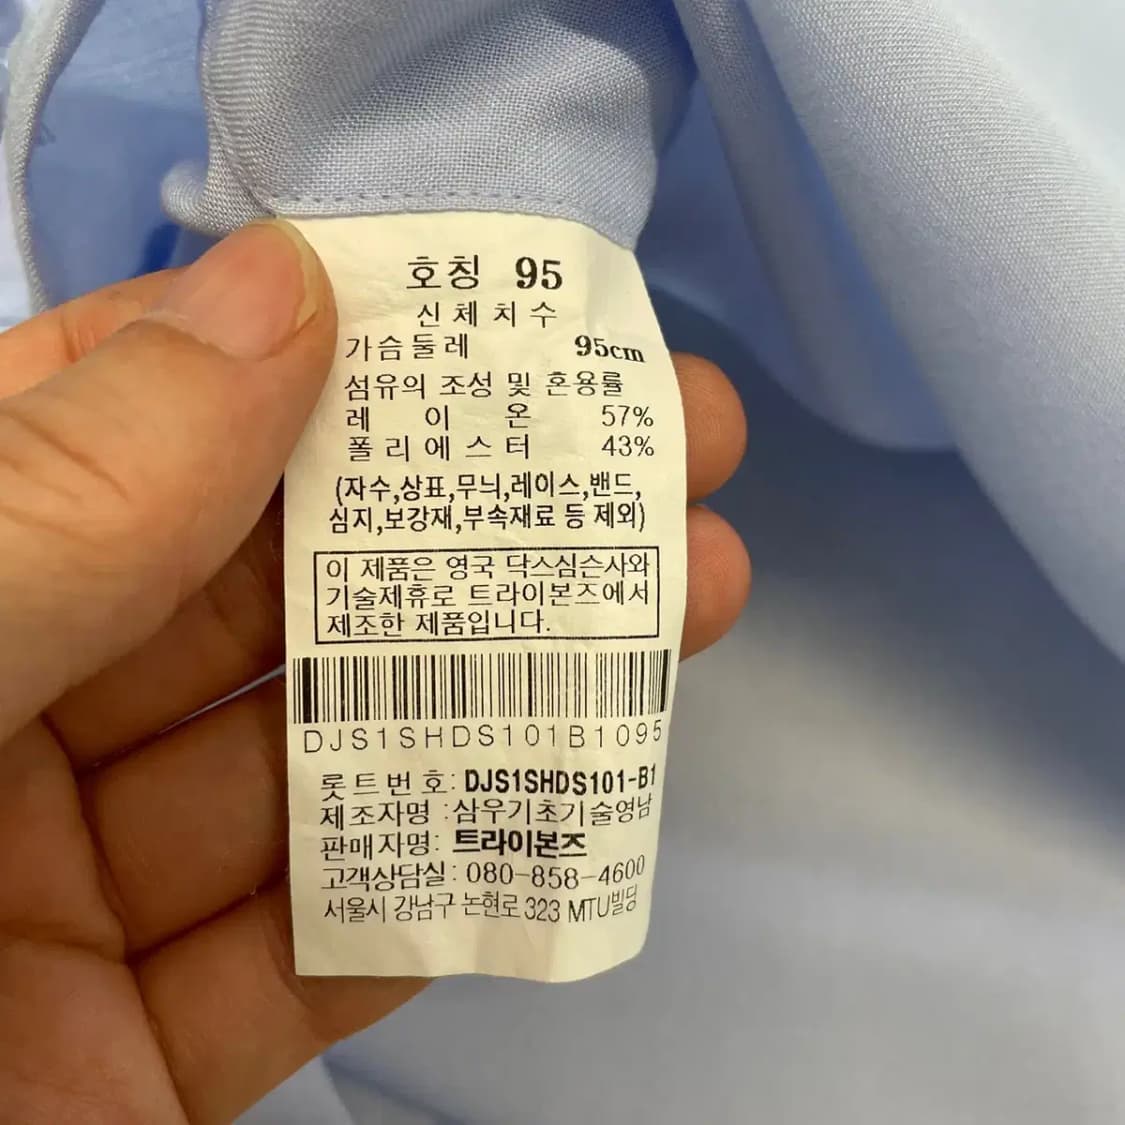 호칭 95
신체치수
가슴둘레 95cm
섬유의 조성 및 혼용률
레이온 57%
폴리에스터 43%
(자수,상표,무늬,레이스,밴드,
심지,보강재,부속재료 등 제외)
이 제품은 영국 닥스심슨사와
기술제휴로 트라이본즈에서
제조한 제품입니다.
DJS1SHDS101B1095
롯트번호: DJS1SHDS101-B1
제조자명 :삼우기초기술영남
판매자명: 트라이본즈
고객상담실: 080-858-4600
서울시 강남구 논현로 323 MTU빌딩